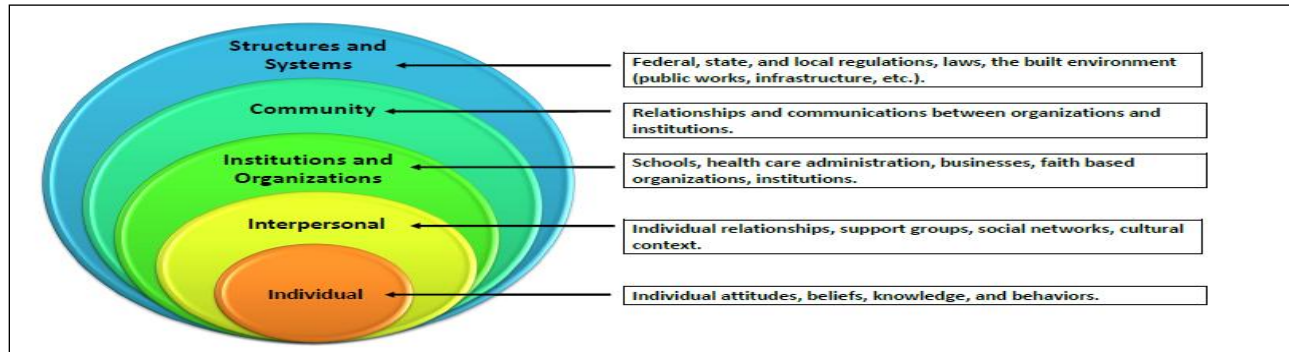 Structures and
Systems
Federal, state, and local regulations, laws, the built environment
(public works, infrastructure, etc.).
Community
Relationships and communications between organizations and
institutions.
Institutions and
Organizations
Schools, health care administration, businesses, faith based
organizations, institutions.
Interpersonal
Individual relationships, support groups, social networks, cultural
context.
Individual
Individual attitudes, beliefs, knowledge, and behaviors.